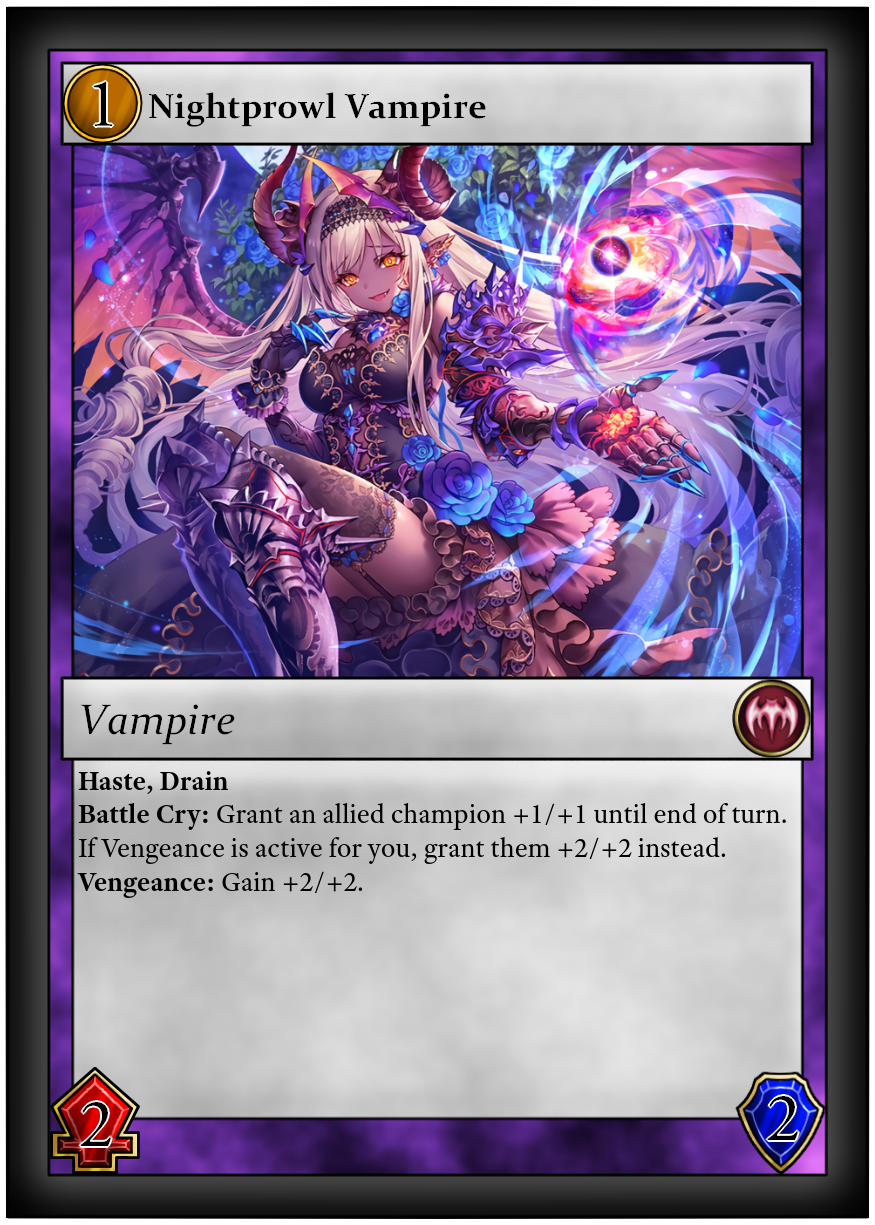 1
Nightprowl Vampire
Vampire
Haste, Drain
Battle Cry: Grant an allied champion +1/+1 until end of turn.
If Vengeance is active for you, grant them +2/+2 instead.
Vengeance: Gain +2/+2.
2
2